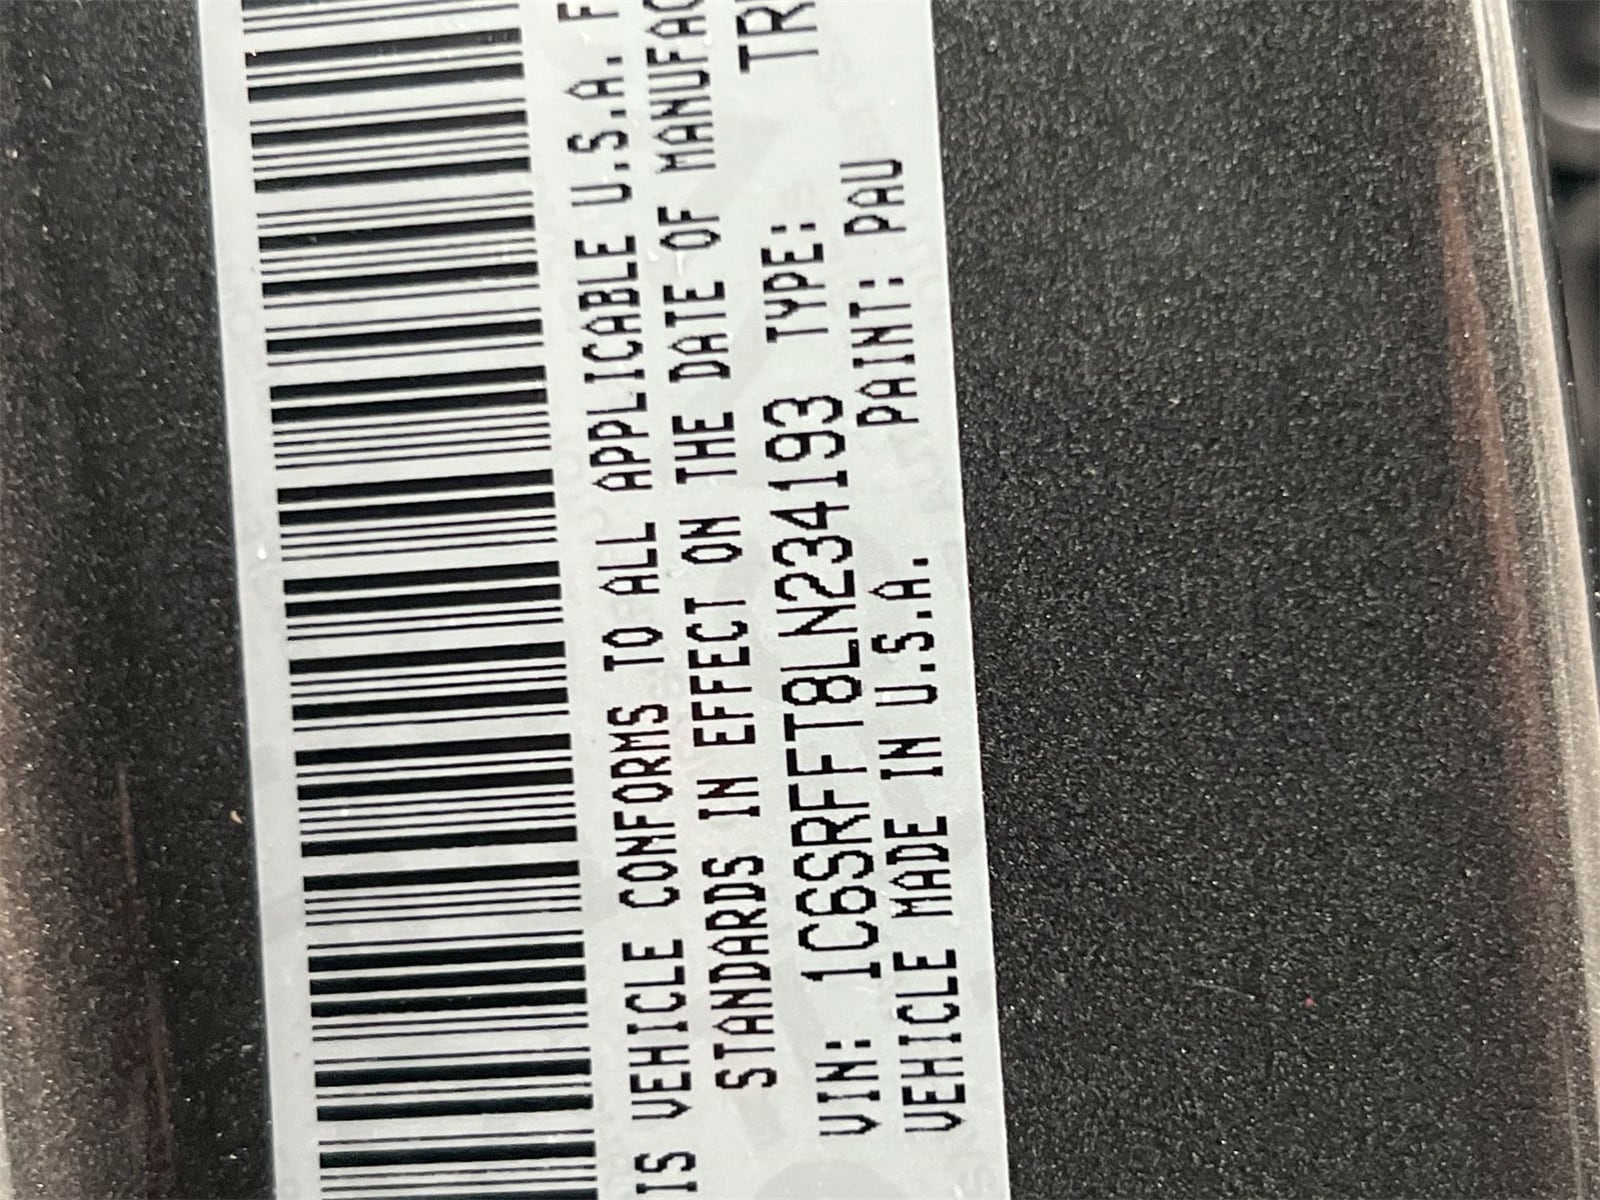 IS VEHICLE CONFORMS TO ALL APPLICABLE U.S.A. F
STANDARDS IN EFFECT ON THE DATE OF MANUFAC
VIN: 1C6SRFFT8LN234193 TYPE: TR
VEHICLE MADE IN U.S.A. PAINT: PAU